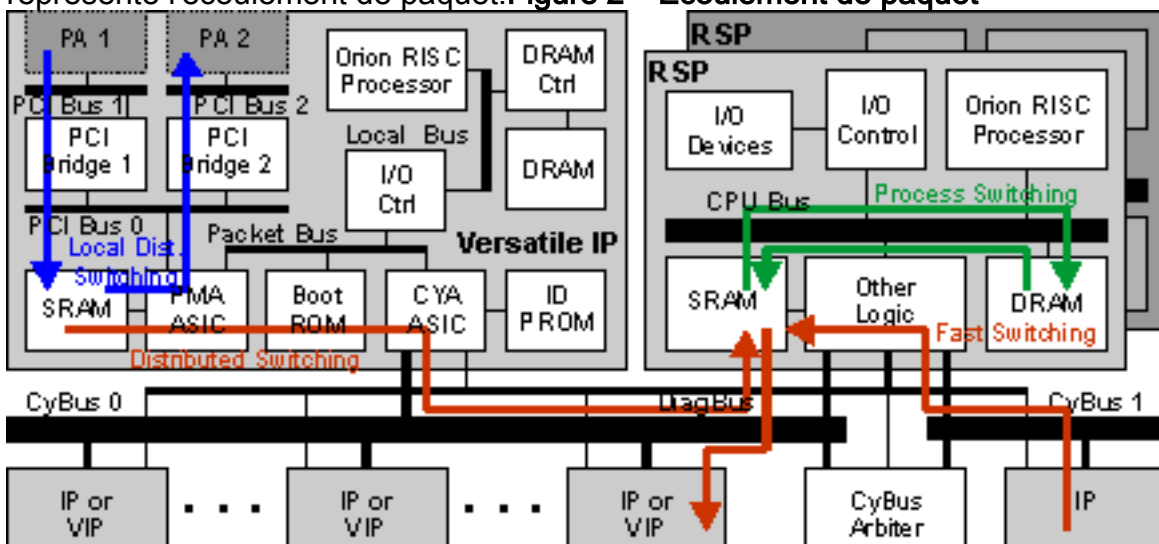 représente l'écoulement de paquet.Figure 2 – Écoulement de paquet
PA 1
PA 2
Orion RISC
Processor
DRAM
Ctrl
PCI Bus 1
PCI Bus 2
PCI
Bridge 1
PCI
Bridge 2
Local Bus
I/O
Ctrl
DRAM
PCI Bus 0
Packet Bus
Versatile IP
Local Dist.
Switching
SRAM
PMA
ASIC
Boot
ROM
CYA
ASIC
ID
PROM
Distributed Switching
RSP
RSP
I/O
Devices
I/O
Control
Orion RISC
Processor
CPU Bus
Process Switching
SRAM
Other
Logic
DRAM
Fast Switching
CyBus 0
DiagBus
CyBus 1
IP or
VIP
. . .
IP or
VIP
. . .
IP or
VIP
CyBus
Arbiter
IP